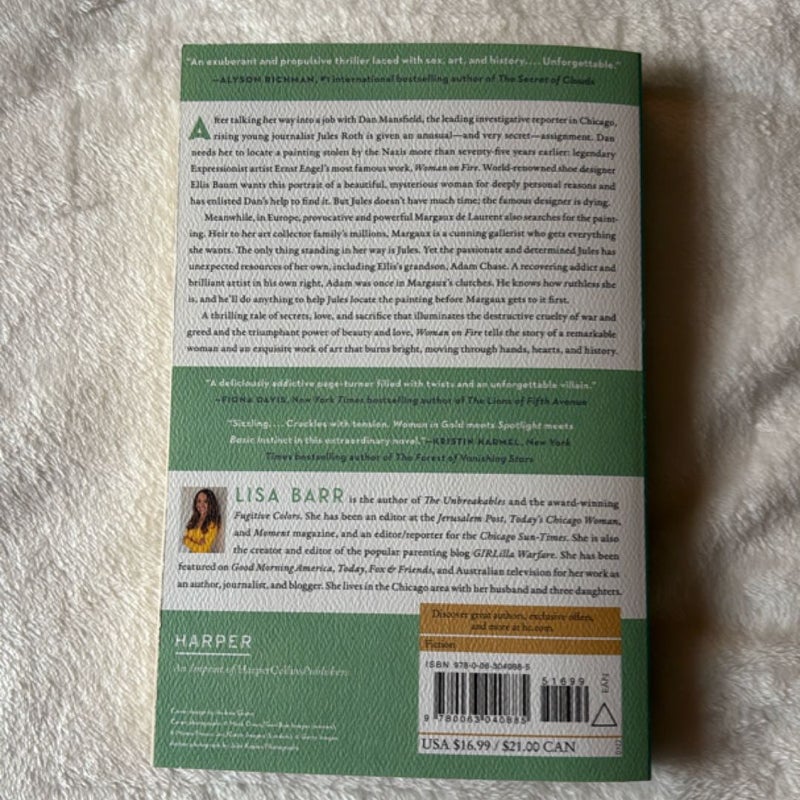 "An exuberant and propulsive thriller laced with sex, art, and history.... Unforgettable."
—ALYSON RICHMAN, #1 international bestselling author of The Secret of Clouds
After talking her way into a job with Dan Mansfield, the leading investigative reporter in Chicago,
rising young journalist Jules Roth is given an unusual—and very secret—assignment. Dan
needs her to locate a painting stolen by the Nazis more than seventy-five years earlier: legendary
Expressionist artist Ernst Engel's most famous work, Woman on Fire. World-renowned shoe designer
Ellis Baum wants this portrait of a beautiful, mysterious woman for deeply personal reasons and
has enlisted Dan's help to find it. But Jules doesn't have much time; the famous designer is dying.
Meanwhile, in Europe, provocative and powerful Margaux de Laurent also searches for the paint-
ing. Heir to her art collector family's millions, Margaux is a cunning gallerist who gets everything
she wants. The only thing standing in her way is Jules. Yet the passionate and determined Jules has
unexpected resources of her own, including Ellis's grandson, Adam Chase. A recovering addict and
brilliant artist in his own right, Adam was once in Margaux's clutches. He knows how ruthless she
is, and he'll do anything to help Jules locate the painting before Margaux gets to it first.
A thrilling tale of secrets, love, and sacrifice that illuminates the destructive cruelty of war and
greed and the triumphant power of beauty and love, Woman on Fire tells the story of a remarkable
woman and an exquisite work of art that burns bright, moving through hands, hearts, and history.
"A deliciously addictive page-turner filled with twists and an unforgettable villain."
—FIONA DAVIS, New York Times bestselling author of The Lions of Fifth Avenue
"Sizzling.... Crackles with tension. Woman in Gold meets Spotlight meets
Basic Instinct in this extraordinary novel."—KRISTIN HARMEL, New York
Times bestselling author of The Forest of Vanishing Stars
LISA BARR is the author of The Unbreakables and the award-winning
Fugitive Colors. She has been an editor at the Jerusalem Post, Today's Chicago Woman,
and Moment magazine, and an editor/reporter for the Chicago Sun-Times. She is also
the creator and editor of the popular parenting blog GIRLilla Warfare. She has been
featured on Good Morning America, Today, Fox & Friends, and Australian television for her work as
an author, journalist, and blogger. She lives in the Chicago area with her husband and three daughters.
HARPER
An Imprint of HarperCollinsPublishers
Discover great authors, exclusive offers,
and more at hc.com.
Fiction
ISBN 978-0-06-304088-5
51699
EAN
9 780063 040885
USA $16.99 / $21.00 CAN